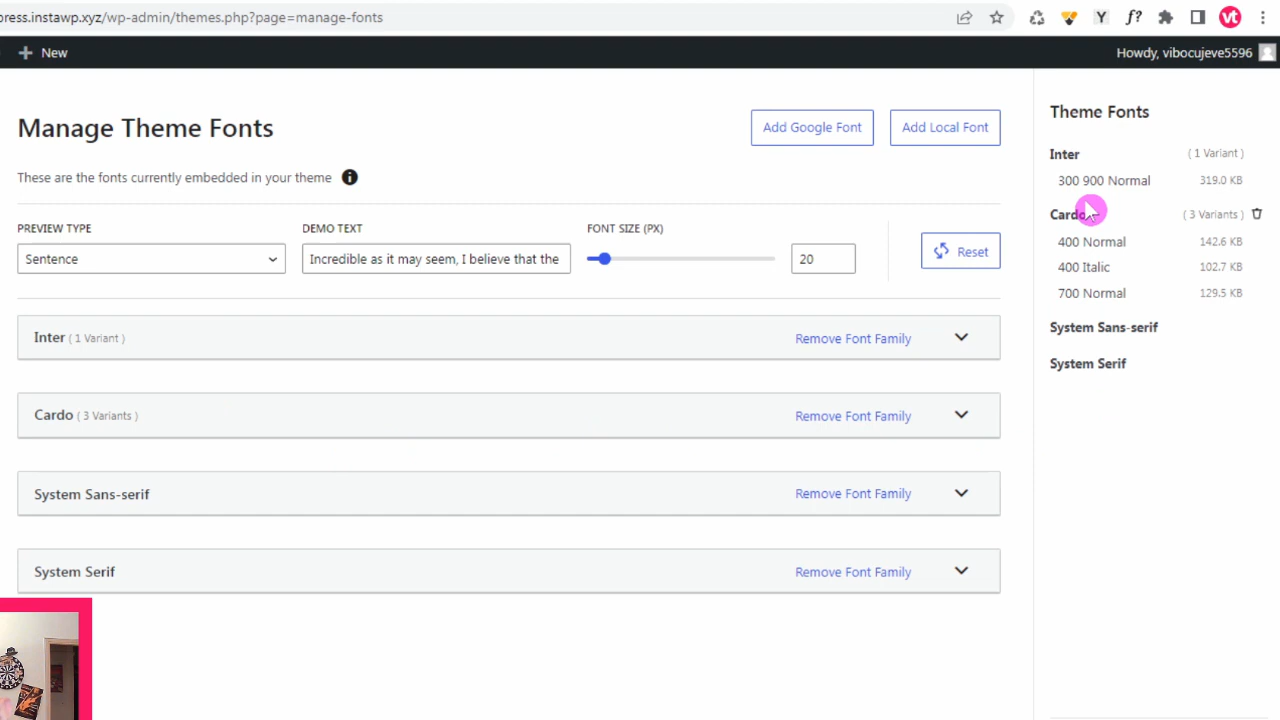 press.instawp.xyz/wp-admin/themes.php?page=manage-fonts
Y
f?
vt
New
Howdy, vibocujeve5596
Manage Theme Fonts
Add Google Font
Add Local Font
These are the fonts currently embedded in your theme
PREVIEW TYPE
DEMO TEXT
FONT SIZE (PX)
Sentence
Incredible as it may seem, I believe that the
20
Reset
Inter ( 1 Variant )
Remove Font Family
Cardo ( 3 Variants )
Remove Font Family
System Sans-serif
Remove Font Family
System Serif
Remove Font Family
Theme Fonts
Inter ( 1 Variant )
300 900 Normal 319.0 KB
Cardo ( 3 Variants )
400 Normal 142.6 KB
400 Italic 102.7 KB
700 Normal 129.5 KB
System Sans-serif
System Serif